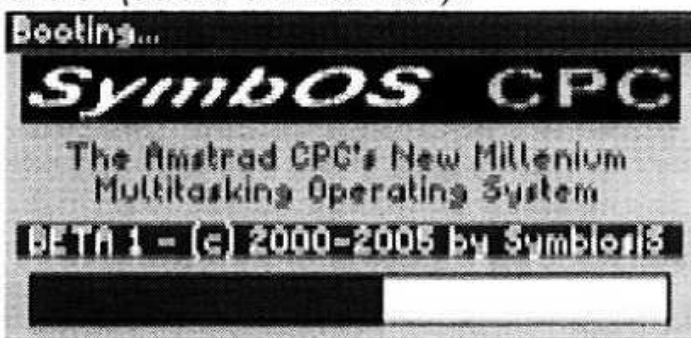 Booting...
SymbOS CPC
The Amstrad CPC's New Millenium
Multitasking Operating System
BETA 1 - (c) 2000-2005 by SymbiosiS